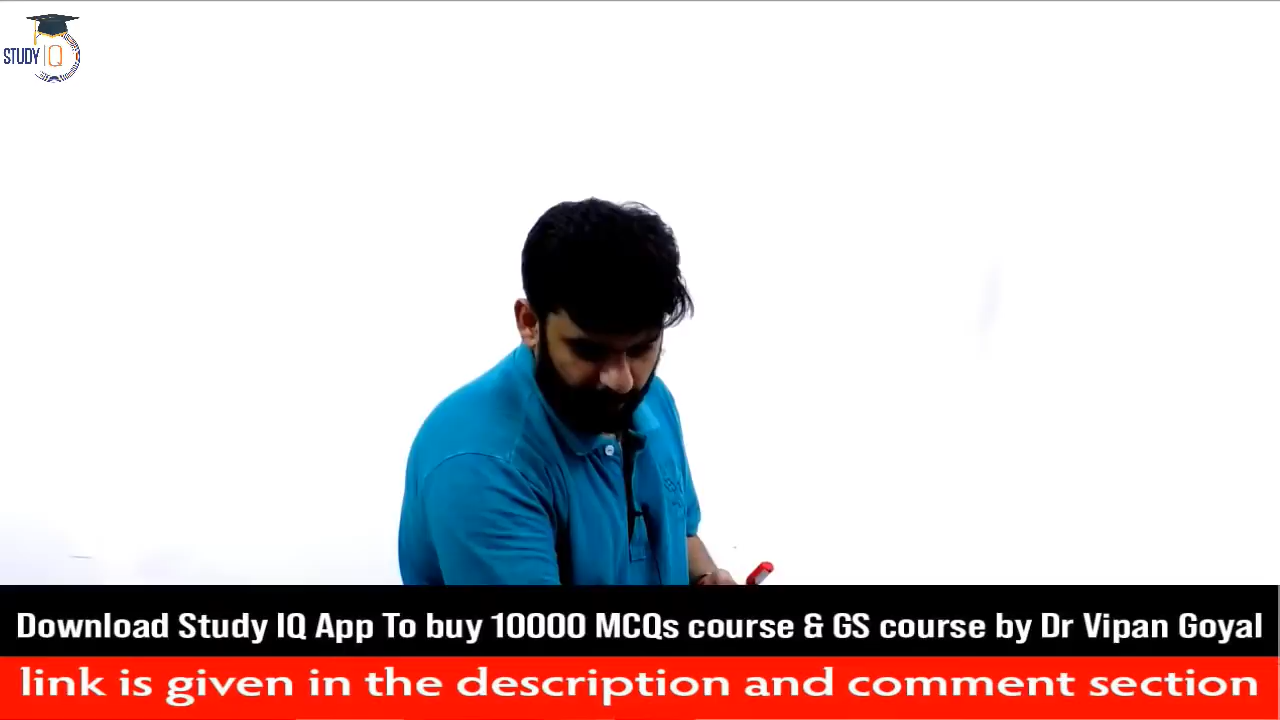 STUDY IQ
Download Study IQ App To buy 10000 MCQs course & GS course by Dr Vipan Goyal
link is given in the description and comment section